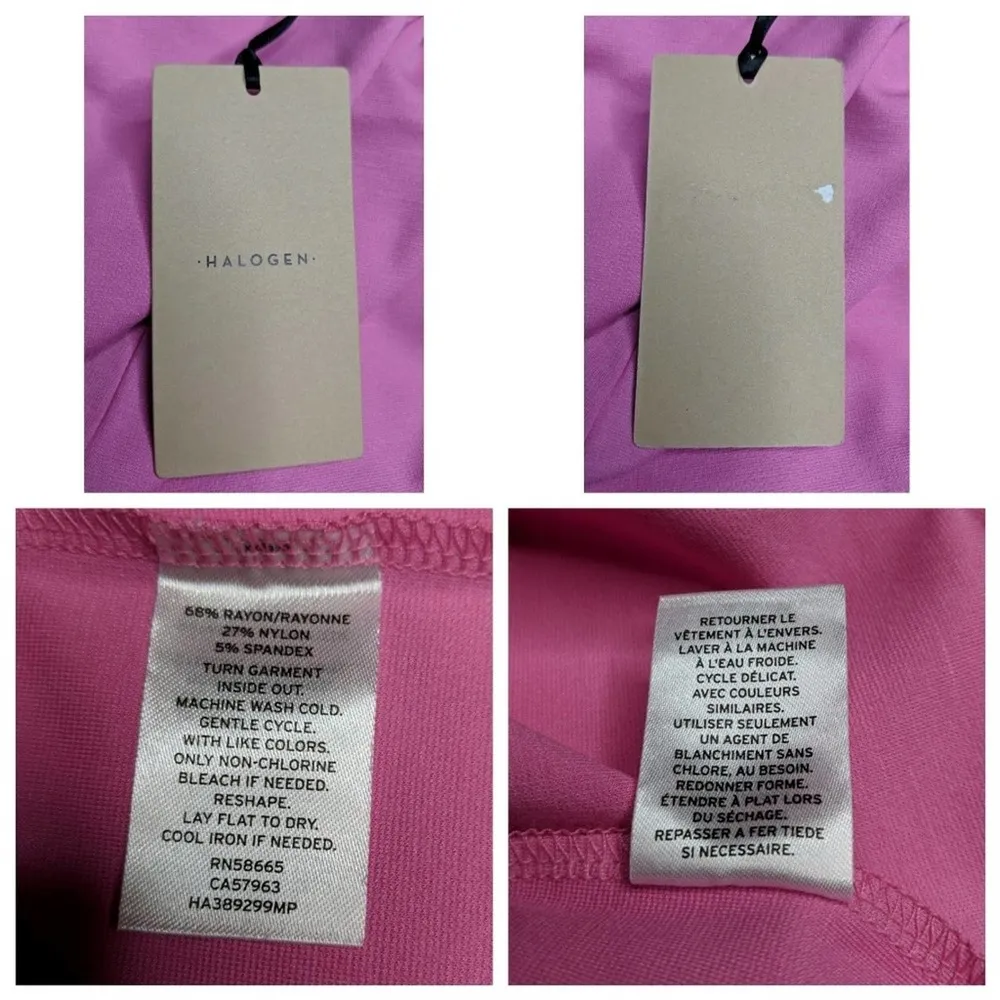 ·HALOGEN·
68% RAYON/RAYONNE
27% NYLON
5% SPANDEX
TURN GARMENT
INSIDE OUT.
MACHINE WASH COLD.
GENTLE CYCLE.
WITH LIKE COLORS.
ONLY NON-CHLORINE
BLEACH IF NEEDED.
RESHAPE.
LAY FLAT TO DRY.
COOL IRON IF NEEDED.
RN58665
CA57963
HA389299MP
RETOURNER LE
VÊTEMENT À L'ENVERS.
LAVER À LA MACHINE
À L'EAU FROIDE.
CYCLE DÉLICAT.
AVEC COULEURS
SIMILAIRES.
UTILISER SEULEMENT
UN AGENT DE
BLANCHIMENT SANS
CHLORE, AU BESOIN.
REDONNER FORME.
ÉTENDRE À PLAT LORS
DU SÉCHAGE.
REPASSER A FER TIEDE
SI NECESSAIRE.